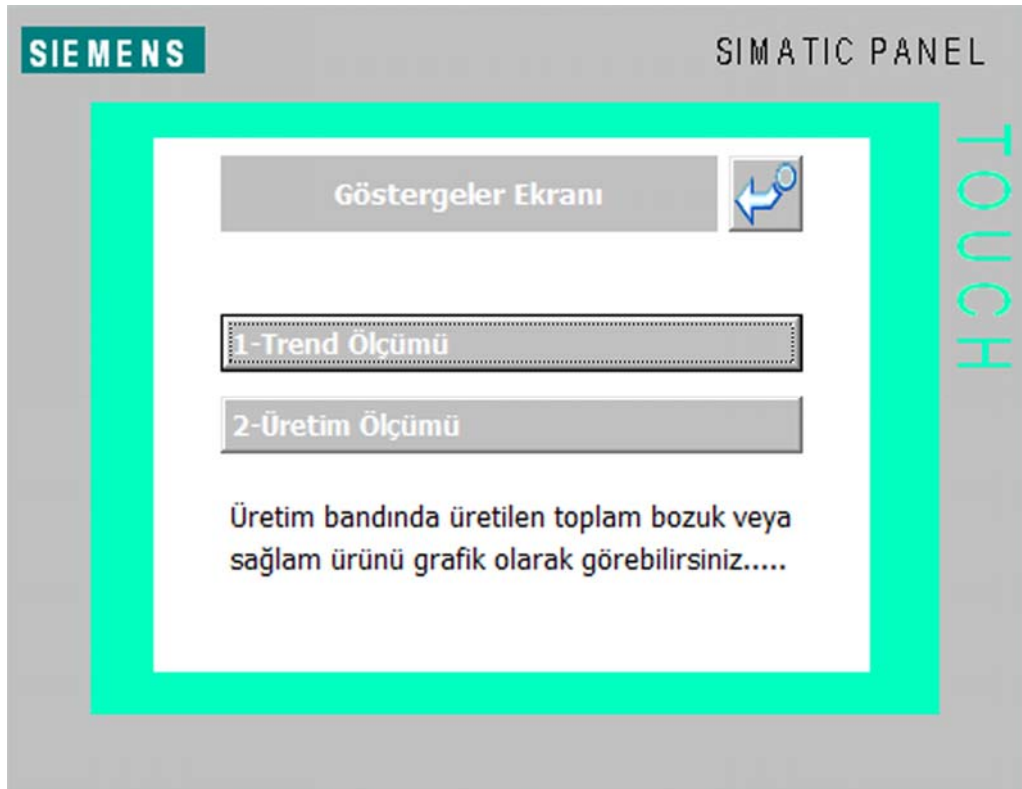 SIEMENS
SIMATIC PANEL
TOUCH
Göstergeler Ekranı
1-Trend Ölçümü
2-Üretim Ölçümü
Üretim bandında üretilen toplam bozuk veya
sağlam ürünü grafik olarak görebilirsiniz.....